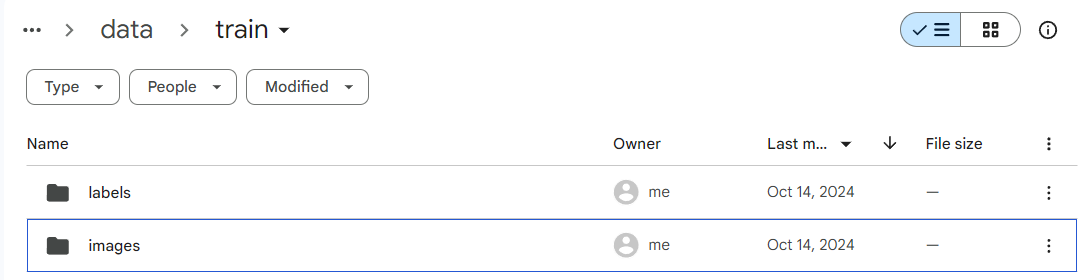 ... > data > train
Type People Modified
Name Owner Last m... File size
labels me Oct 14, 2024 —
images me Oct 14, 2024 —